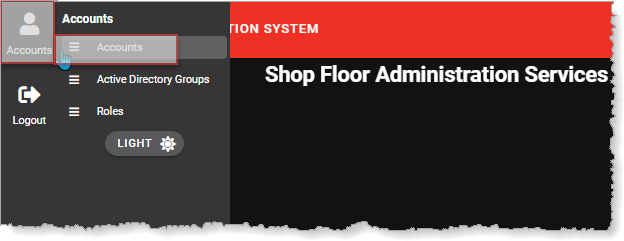 Accounts
Logout
Accounts
Accounts
Active Directory Groups
Roles
LIGHT
TION SYSTEM
Shop Floor Administration Services